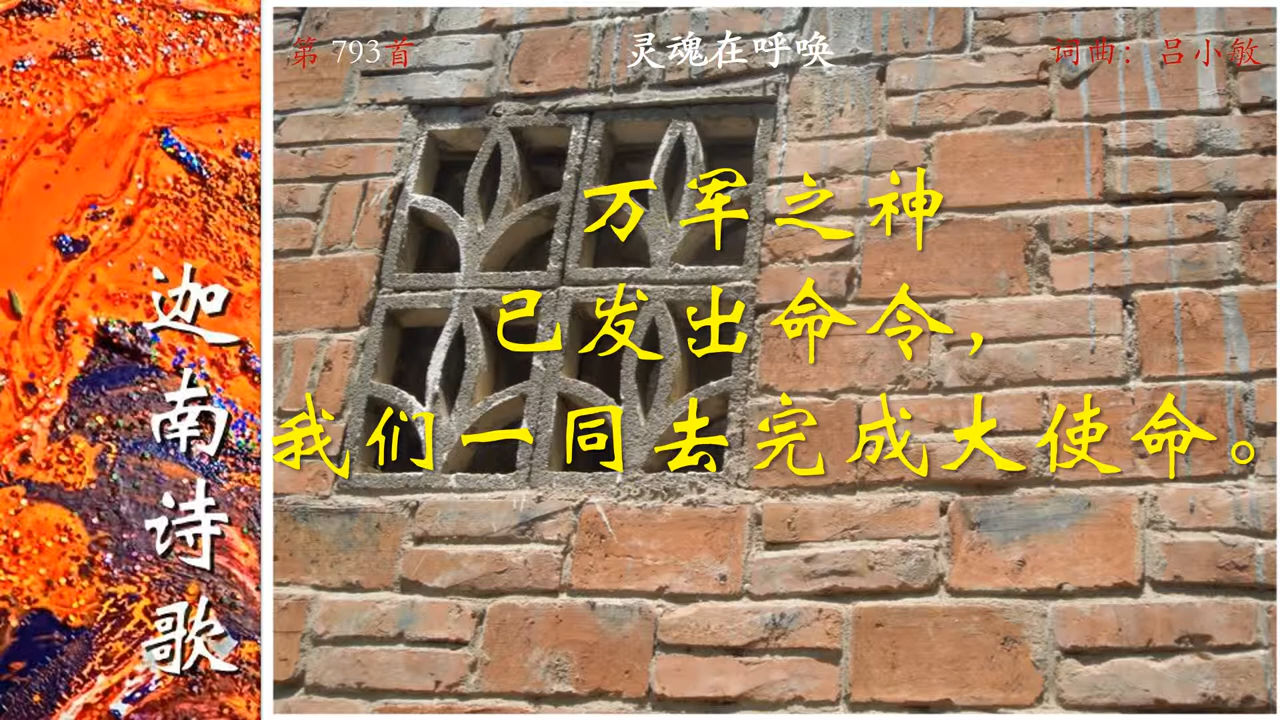 第 793首
灵魂在呼唤
词曲：吕小敏
万军之神
已发出命令，
我们一同去完成大使命。
迦南诗歌